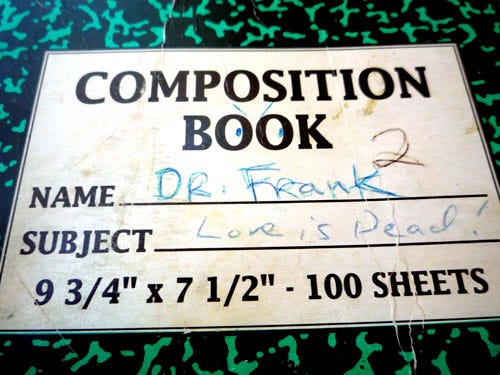 COMPOSITION
BOOK
2
NAME DR. Frank
SUBJECT Love is Dead!
9 3/4" x 7 1/2" - 100 SHEETS